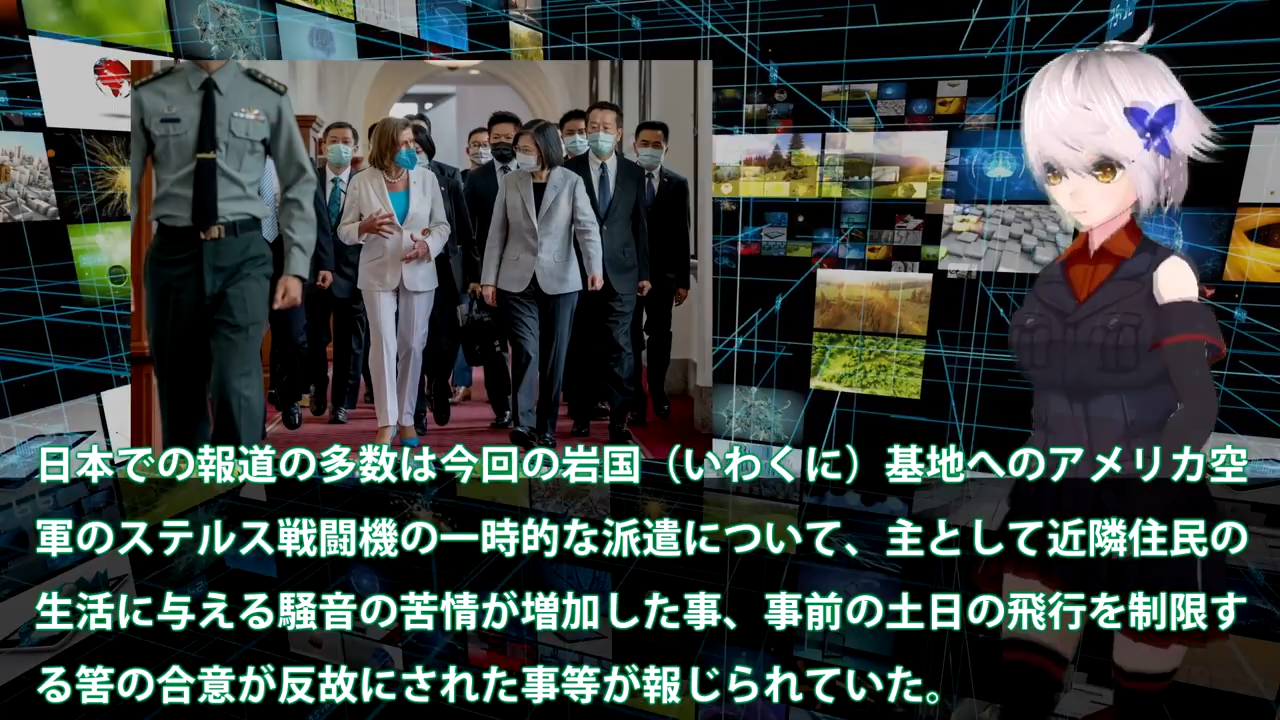 日本での報道の多数は今回の岩国（いわくに）基地へのアメリカ空
軍のステルス戦闘機の一時的な派遣について、主として近隣住民の
生活に与える騒音の苦情が増加した事、事前の土日の飛行を制限す
る筈の合意が反故にされた事等が報じられていた。